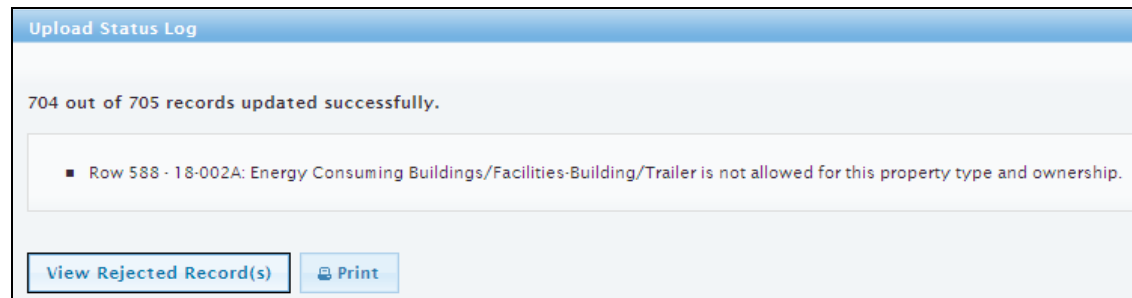 Upload Status Log
704 out of 705 records updated successfully.
Row 588 - 18-002A: Energy Consuming Buildings/Facilities-Building/Trailer is not allowed for this property type and ownership.
View Rejected Record(s) Print